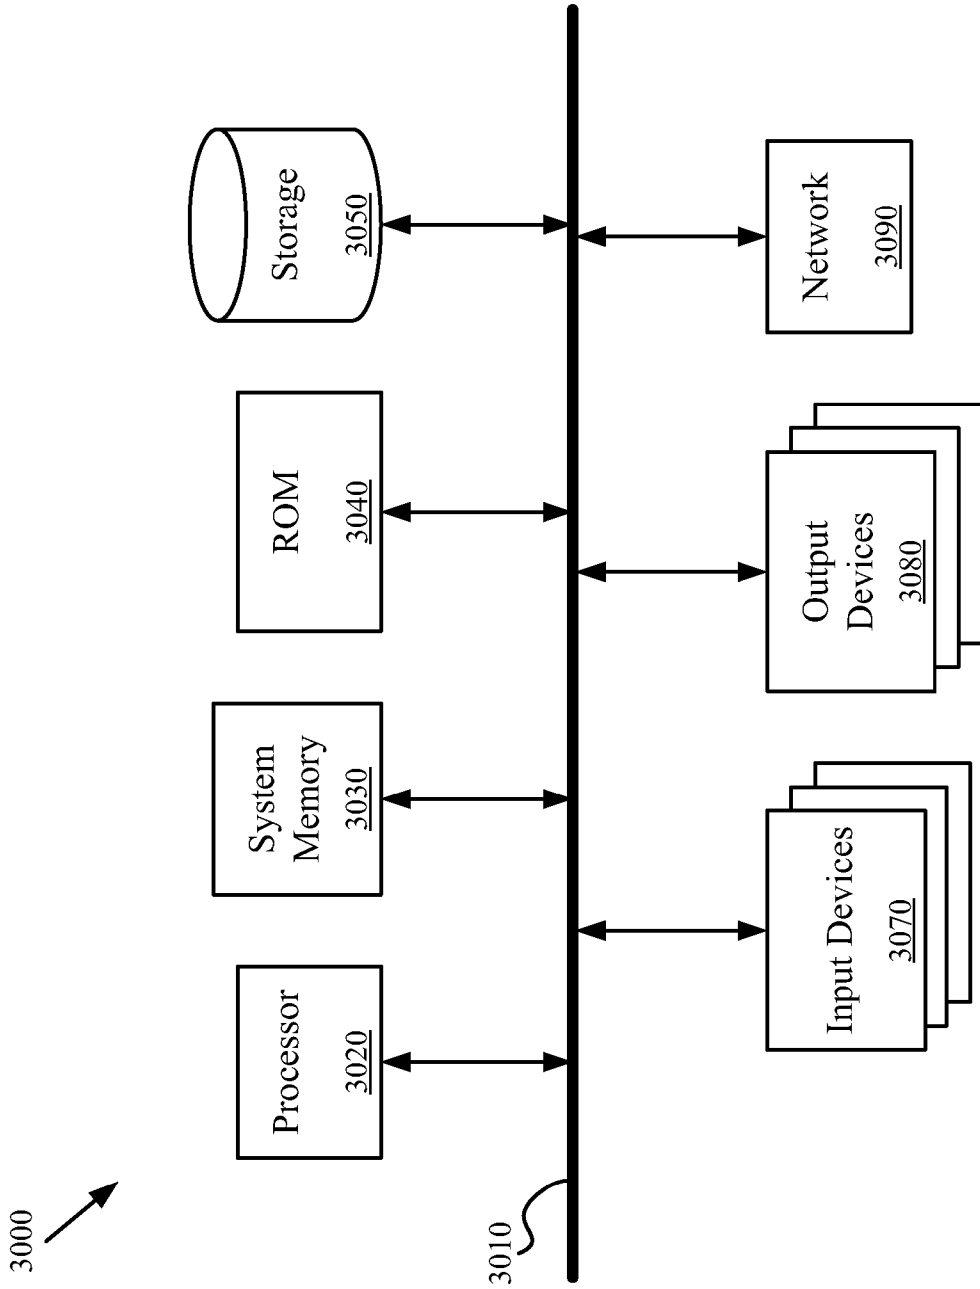 3000
Processor
3020
System
Memory
3030
ROM
3040
Storage
3050
3010
Input Devices
3070
Output
Devices
3080
Network
3090